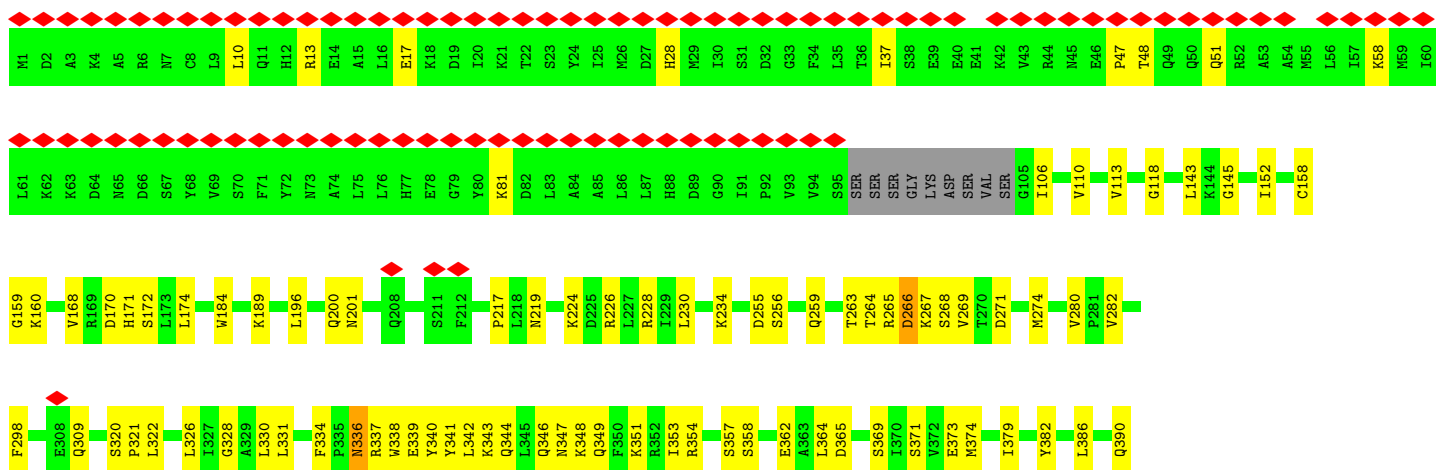 M1 D2 A3 K4 A5 R6 N7 C8 L9 L10 Q11 H12 R13 E14 A15 L16 E17 K18 D19 I20 K21 T22 S23 Y24 I25 M26 D27 H28 M29 I30 S31 D32 G33 F34 L35 T36 I37 S38 E39 E40 E41 K42 V43 R44 N45 E46 P47 T48 Q49 Q50 Q51 R52 A53 A54 M55 L56 I57 K58 M59 I60
L61 K62 K63 D64 N65 D66 S67 Y68 V69 S70 F71 Y72 N73 A74 L75 L76 H77 E78 G79 Y80 K81 D82 L83 A84 A85 L86 L87 H88 D89 G90 I91 P92 V93 V94 S95 SER SER SER GLY LYS ASP SER VAL SER G105 I106 V110 V113 G118 L143 K144 G145 I152 C158
G159 K160 V168 R169 D170 H171 S172 L173 L174 W184 K189 L196 Q200 N201 Q208 S211 F212 P217 L218 N219 K224 D225 R226 L227 R228 I229 L230 K234 D255 S256 Q259 T263 T264 R265 D266 K267 S268 V269 T270 D271 M274 V280 P281 V282
F298 E308 Q309 S320 P321 L322 L326 I327 G328 A329 L330 L331 F334 P335 N336 R337 W338 E339 Y340 Y341 L342 K343 Q344 L345 Q346 N347 K348 Q349 F350 K351 R352 I353 R354 S357 S358 E362 A363 L364 D365 S369 I370 S371 V372 E373 M374 I379 Y382 L386 Q390